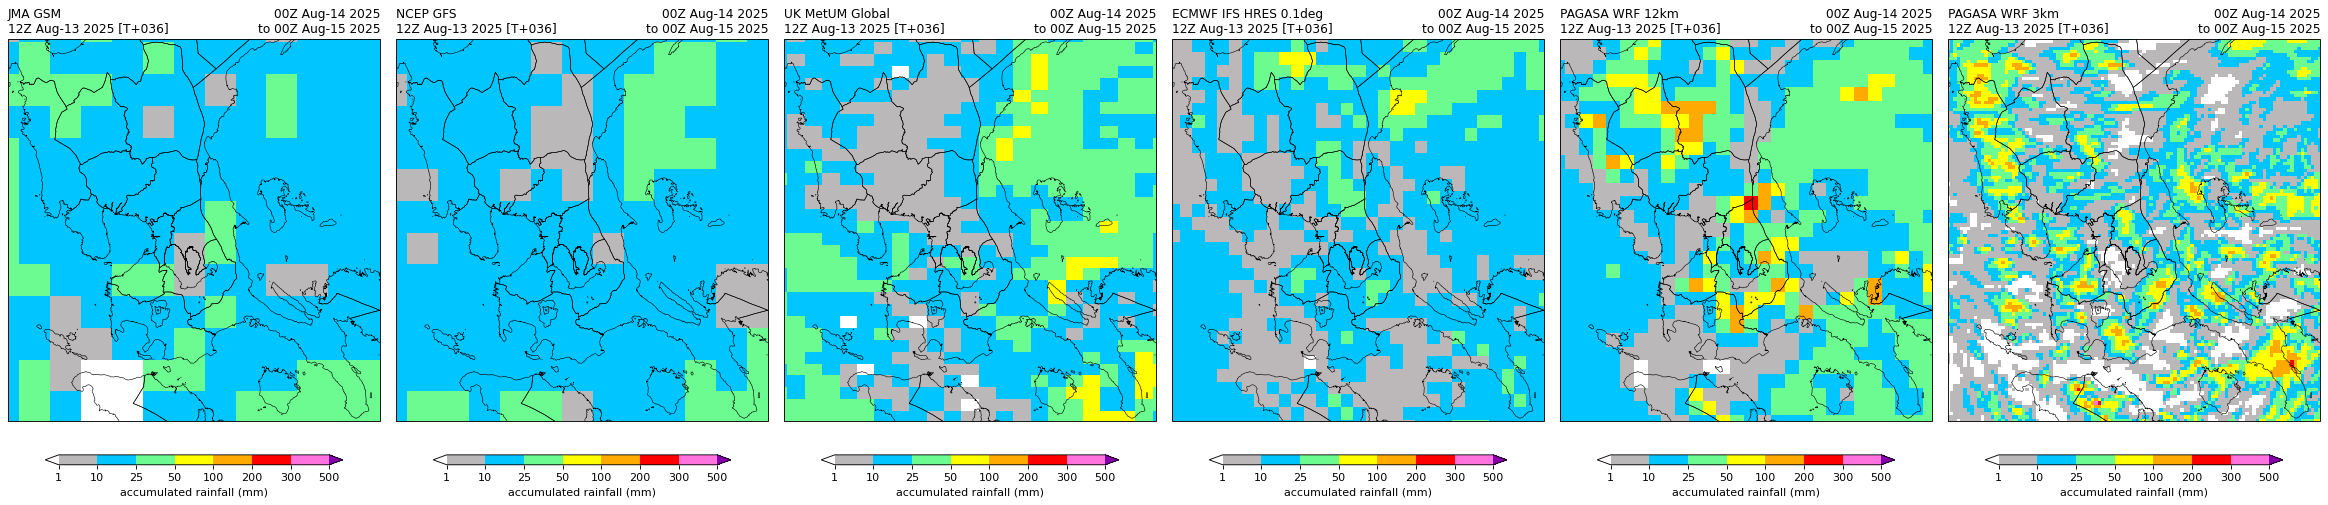 JMA GSM 00Z Aug-14 2025
12Z Aug-13 2025 [T+036] to 00Z Aug-15 2025
1 10 25 50 100 200 300 500
accumulated rainfall (mm)
NCEP GFS 00Z Aug-14 2025
12Z Aug-13 2025 [T+036] to 00Z Aug-15 2025
1 10 25 50 100 200 300 500
accumulated rainfall (mm)
UK MetUM Global 00Z Aug-14 2025
12Z Aug-13 2025 [T+036] to 00Z Aug-15 2025
1 10 25 50 100 200 300 500
accumulated rainfall (mm)
ECMWF IFS HRES 0.1deg 00Z Aug-14 2025
12Z Aug-13 2025 [T+036] to 00Z Aug-15 2025
1 10 25 50 100 200 300 500
accumulated rainfall (mm)
PAGASA WRF 12km 00Z Aug-14 2025
12Z Aug-13 2025 [T+036] to 00Z Aug-15 2025
1 10 25 50 100 200 300 500
accumulated rainfall (mm)
PAGASA WRF 3km 00Z Aug-14 2025
12Z Aug-13 2025 [T+036] to 00Z Aug-15 2025
1 10 25 50 100 200 300 500
accumulated rainfall (mm)